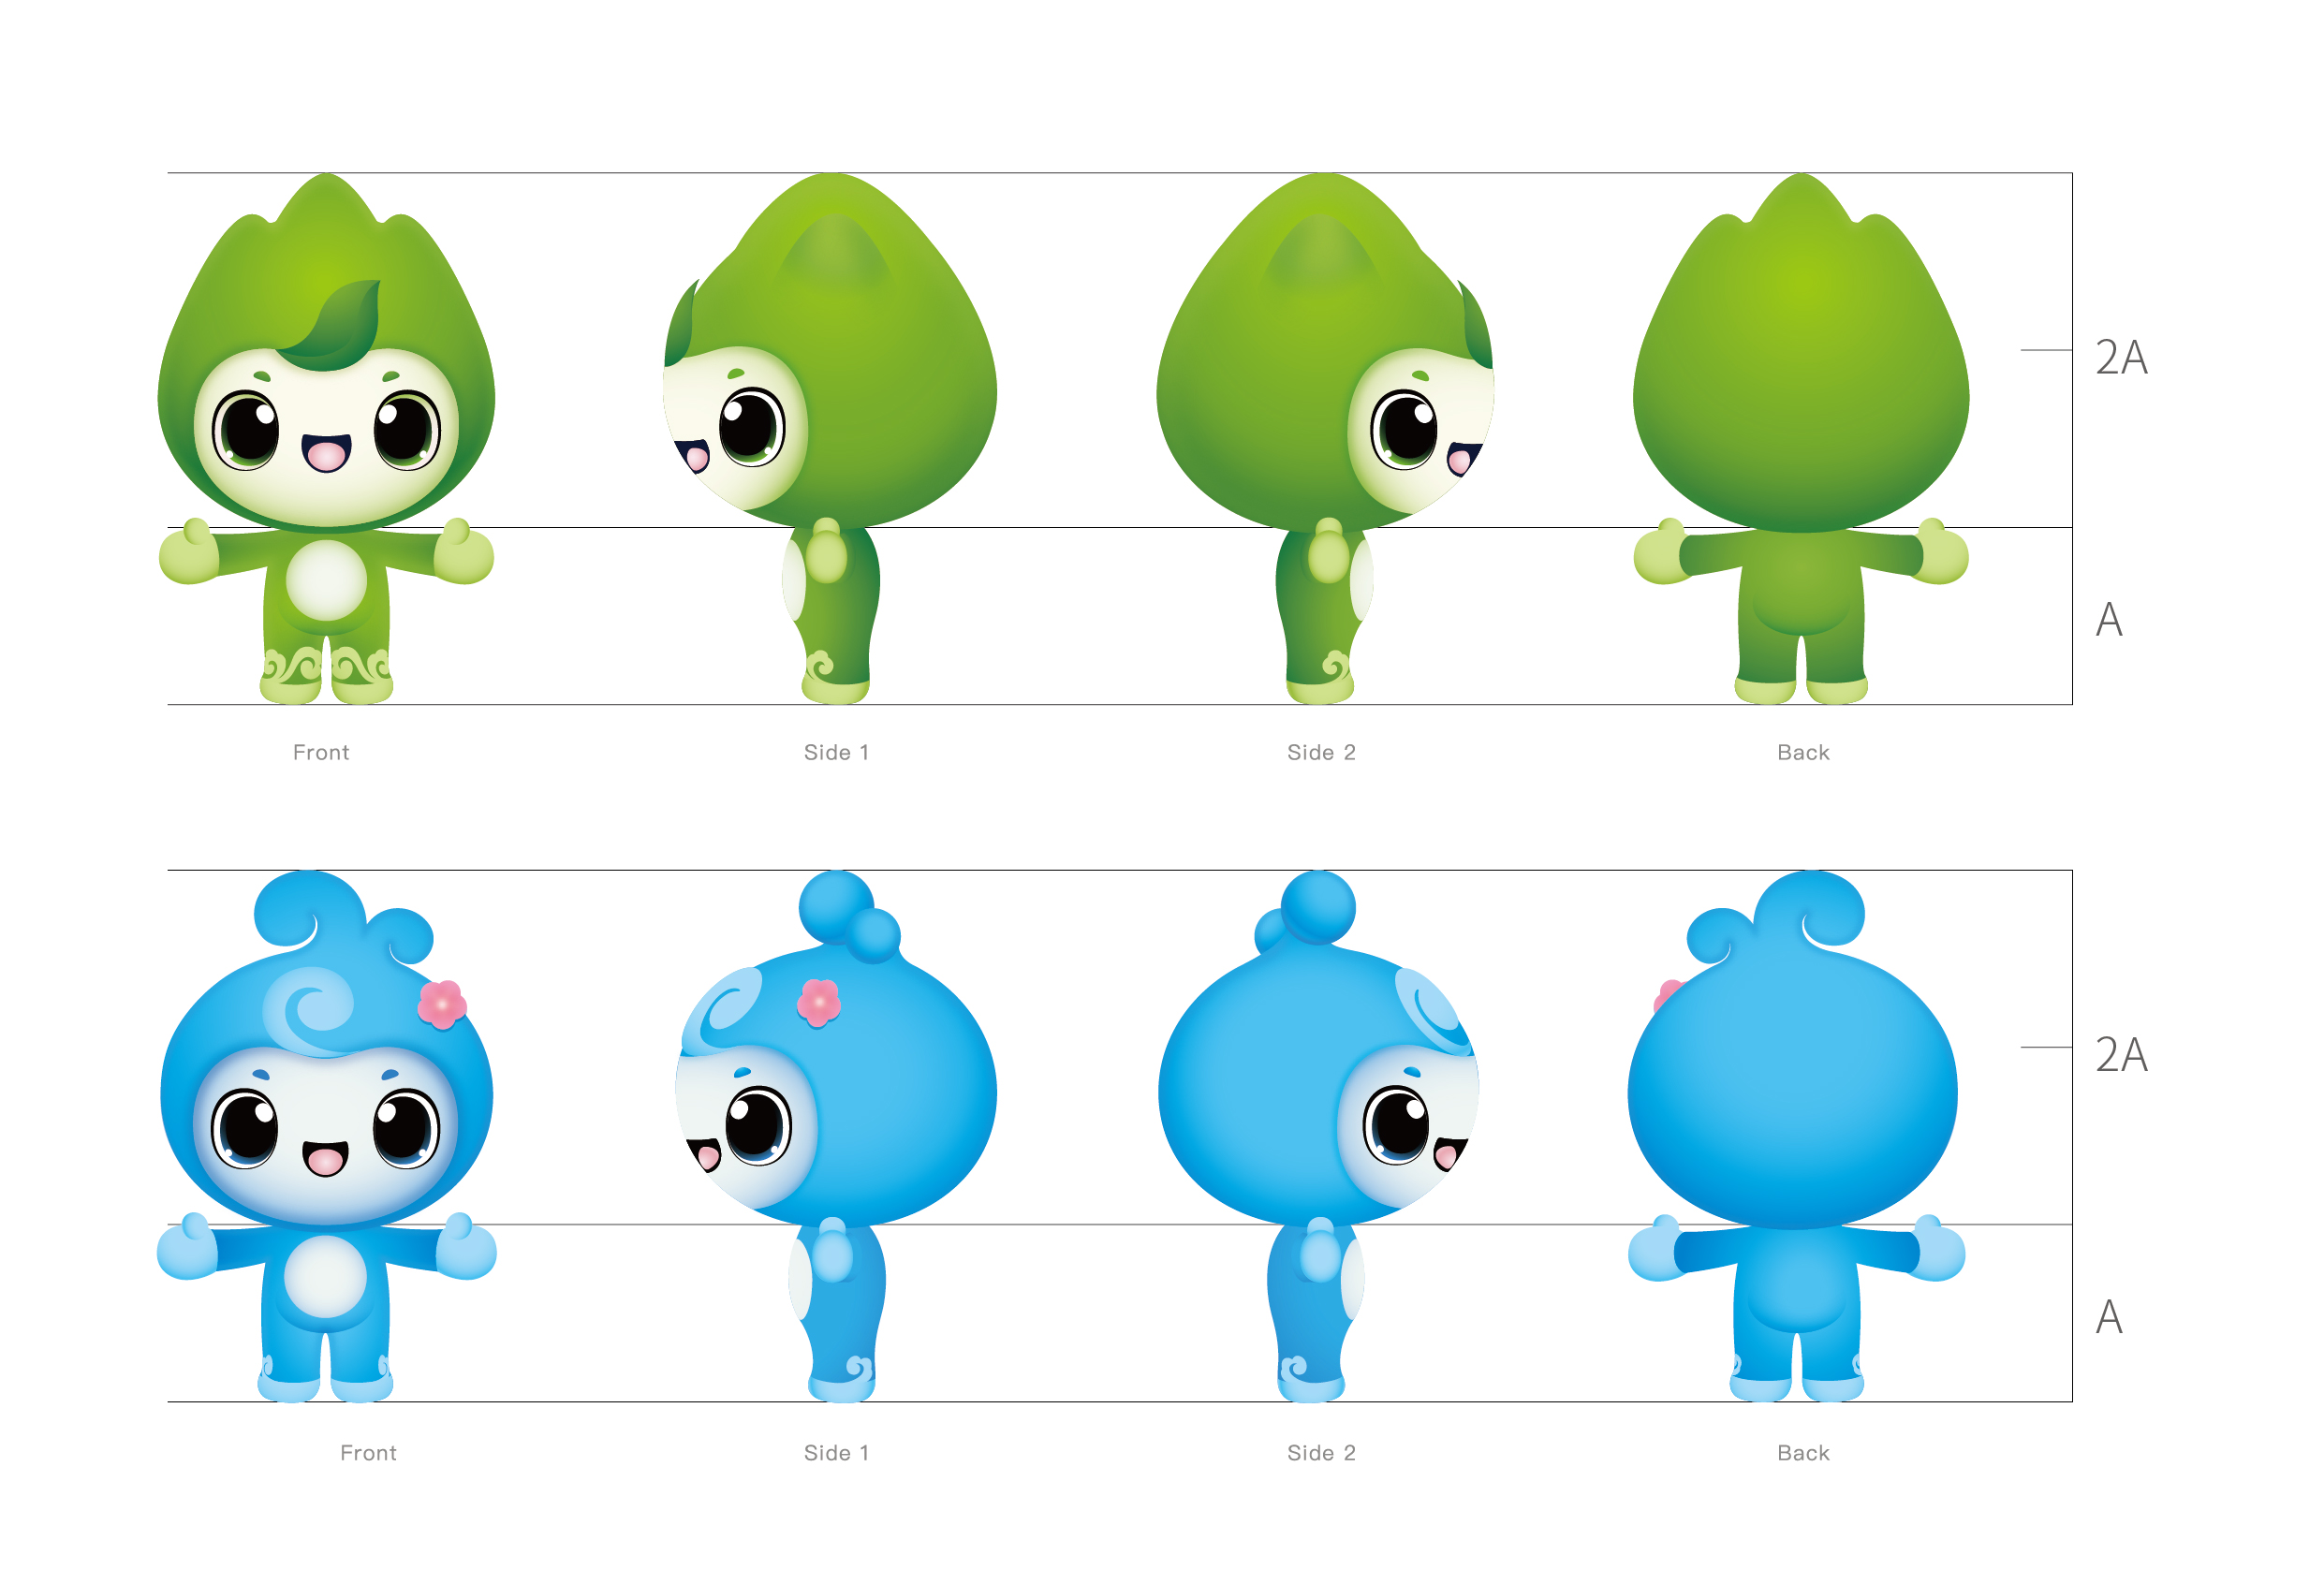 2A
A
Front
Side 1
Side 2
Back
2A
A
Front
Side 1
Side 2
Back